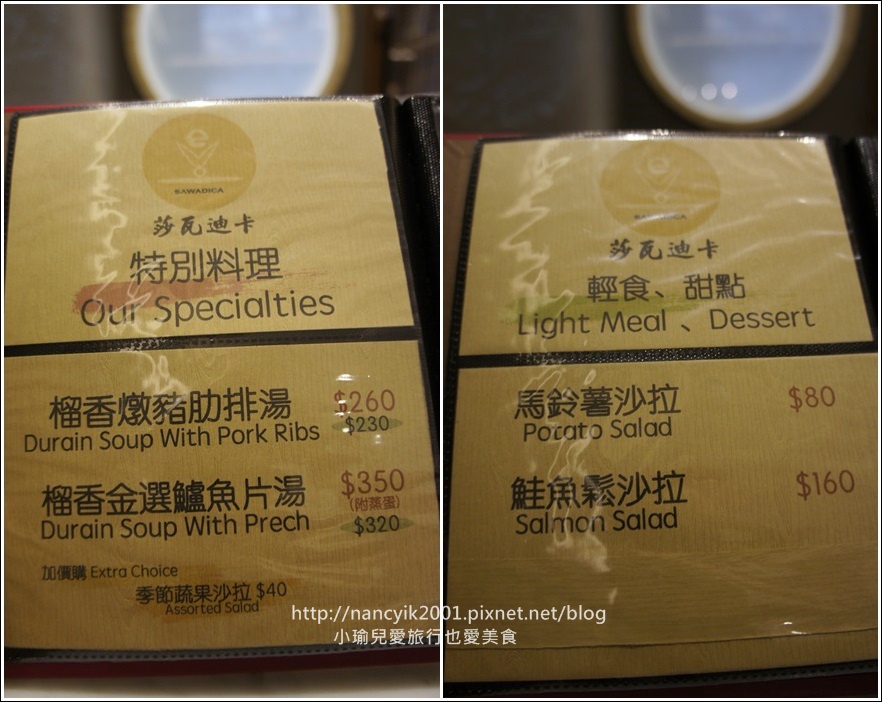 SAWADICA
莎瓦迪卡
特別料理
Our Specialties
榴香燉豬肋排湯 $260
Durain Soup With Pork Ribs $230
榴香金選鱸魚片湯 $350
(附蒸蛋)
Durain Soup With Prech $320
加價購 Extra Choice
季節蔬果沙拉 $40
Assorted Salad
SAWADICA
莎瓦迪卡
輕食、甜點
Light Meal 、Dessert
馬鈴薯沙拉 $80
Potato Salad
鮭魚鬆沙拉 $160
Salmon Salad
http://nancyik2001.pixnet.net/blog
小瑜兒愛旅行也愛美食